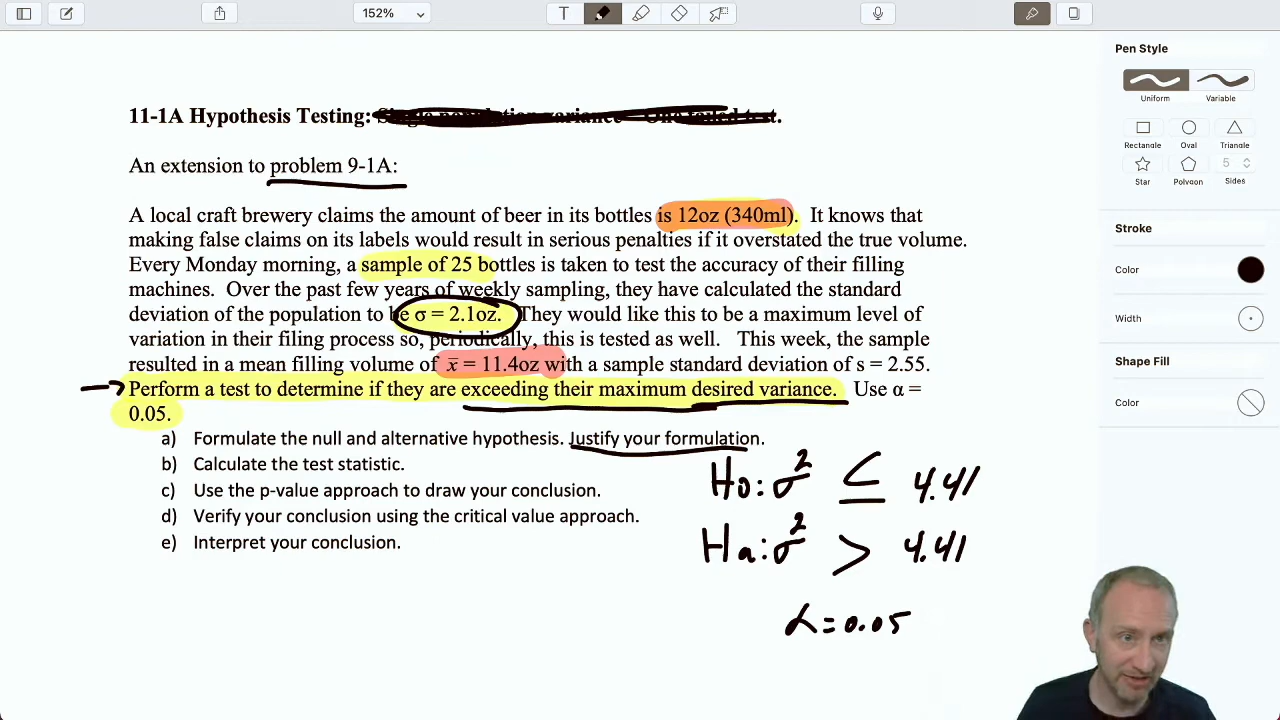 152%
T
Pen Style
Uniform
Variable
Rectangle
Oval
Triangle
Star
Polygon
5
Sides
Stroke
Color
Width
Shape Fill
Color
11-1A Hypothesis Testing: Single population variance – One tailed test.
An extension to problem 9-1A:
A local craft brewery claims the amount of beer in its bottles is 12oz (340ml). It knows that
making false claims on its labels would result in serious penalties if it overstated the true volume.
Every Monday morning, a sample of 25 bottles is taken to test the accuracy of their filling
machines. Over the past few years of weekly sampling, they have calculated the standard
deviation of the population to be σ = 2.1oz. They would like this to be a maximum level of
variation in their filing process so, periodically, this is tested as well. This week, the sample
resulted in a mean filling volume of x̅ = 11.4oz with a sample standard deviation of s = 2.55.
Perform a test to determine if they are exceeding their maximum desired variance. Use α =
0.05.
a) Formulate the null and alternative hypothesis. Justify your formulation.
b) Calculate the test statistic.
c) Use the p-value approach to draw your conclusion.
d) Verify your conclusion using the critical value approach.
e) Interpret your conclusion.
Ho: σ² ≤ 4.41
Ha: σ² > 4.41
α = 0.05